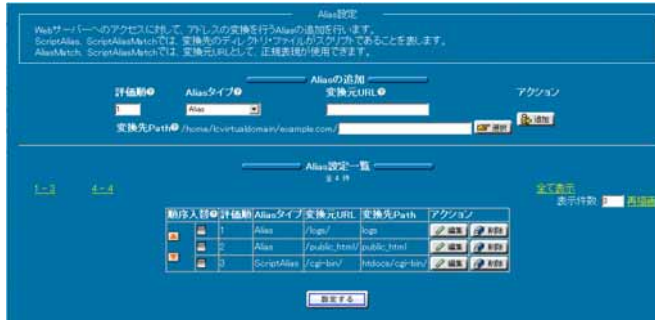 Alias設定
Webサーバーへのアクセスに対して、アドレスの変換を行うAliasの追加を行います。
ScriptAlias, ScriptAliasMatchでは、変換先のディレクトリ・ファイルがスクリプトであることを表します。
AliasMatch, ScriptAliasMatchでは、変換元URLとして、正規表現が使用できます。
Aliasの追加
評価順 Aliasタイプ 変換元URL アクション
1 Alias 追加
変換先Path /home/lcvirtualdomain/example.com/ 選択
Alias設定一覧
全 4 件
1-3 4-4 全て表示
表示件数 3 再描画
順序入替 評価順 Aliasタイプ 変換元URL 変換先Path アクション
1 Alias /logs/ logs 編集 削除
2 Alias /public_html/ public_html 編集 削除
3 ScriptAlias /cgi-bin/ htdocs/cgi-bin/ 編集 削除
設定する